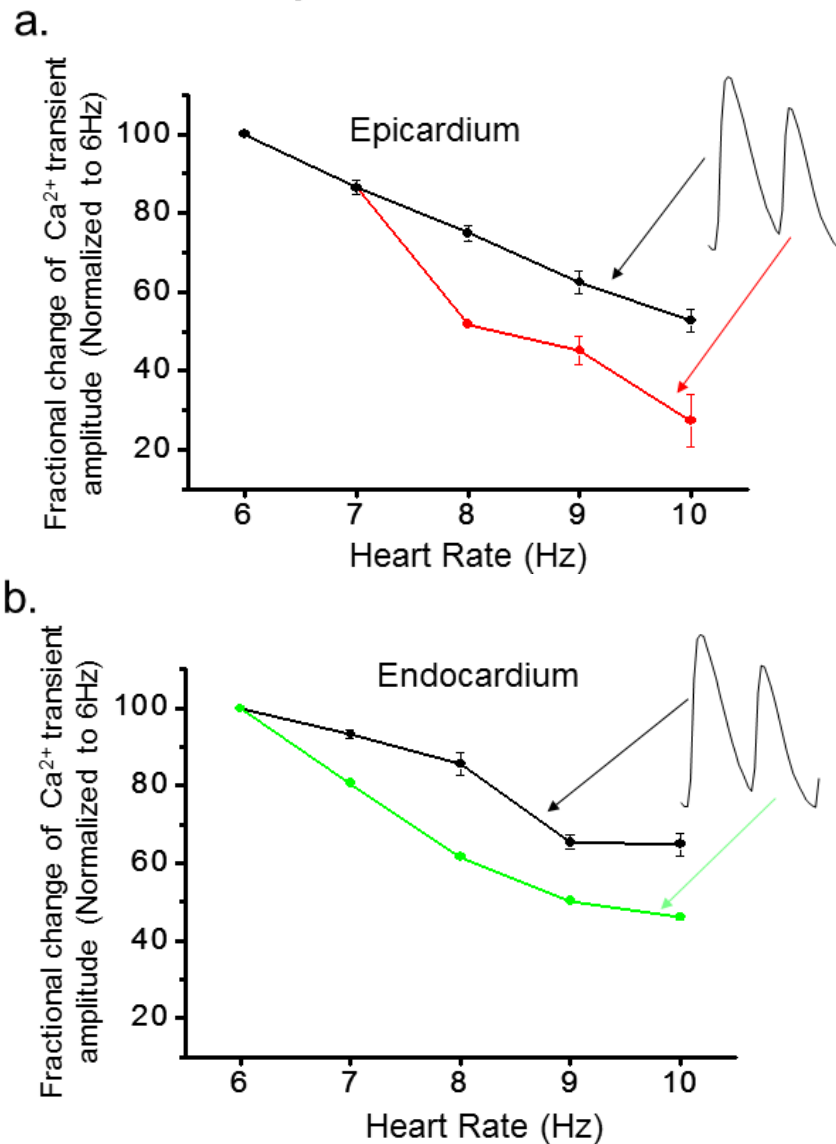 a.
Fractional change of Ca²⁺ transient
amplitude (Normalized to 6Hz)
100
80
60
40
20
Epicardium
6 7 8 9 10
Heart Rate (Hz)
b.
Fractional change of Ca²⁺ transient
amplitude (Normalized to 6Hz)
100
80
60
40
20
Endocardium
6 7 8 9 10
Heart Rate (Hz)